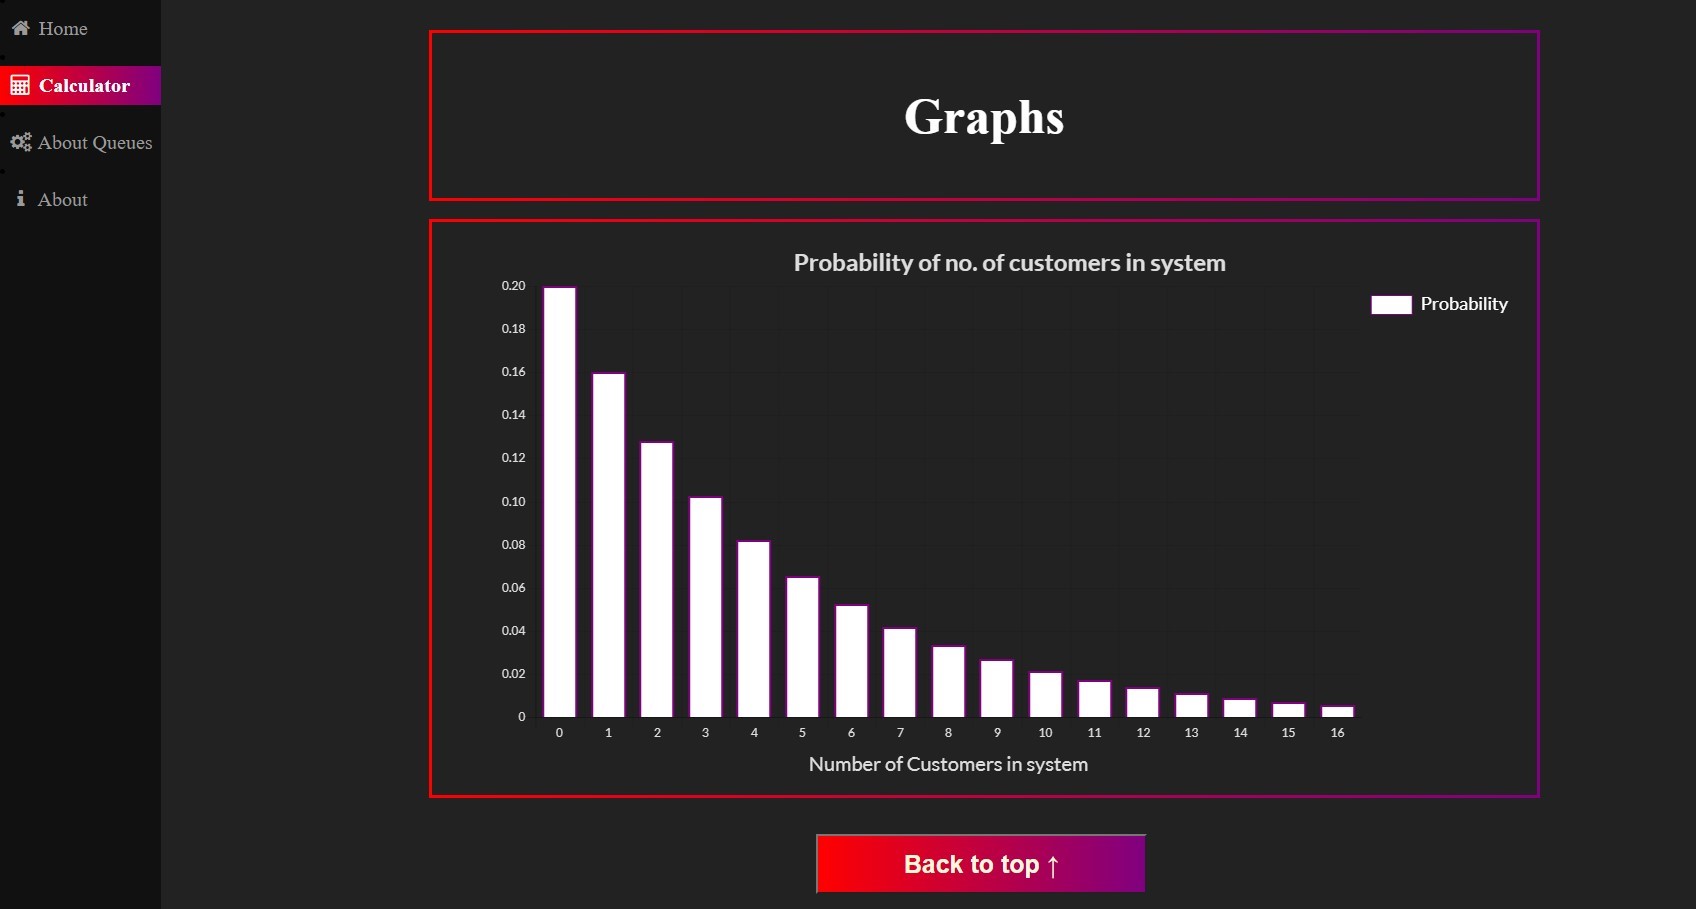 Home
Calculator
About Queues
About
Graphs
Probability of no. of customers in system
Probability
0.20
0.18
0.16
0.14
0.12
0.10
0.08
0.06
0.04
0.02
0
0 1 2 3 4 5 6 7 8 9 10 11 12 13 14 15 16
Number of Customers in system
Back to top ↑